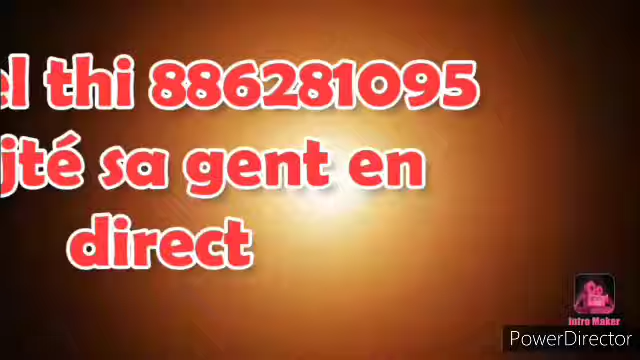 el thi 886281095
jté sa gent en
direct
Intro Maker
PowerDirector